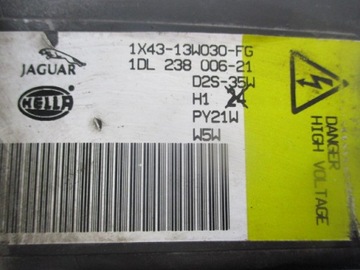 JAGUAR
HELLA
1X43-13W030-FG
1DL 238 006-21
D2S-35W
H1
PY21W
W5W
DANGER
HIGH VOLTAGE